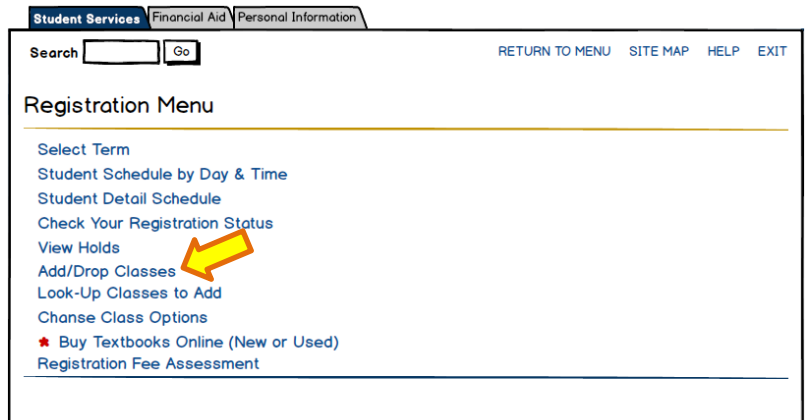 Student Services Financial Aid Personal Information
Search Go RETURN TO MENU SITE MAP HELP EXIT
Registration Menu
Select Term
Student Schedule by Day & Time
Student Detail Schedule
Check Your Registration Status
View Holds
Add/Drop Classes
Look-Up Classes to Add
Chanse Class Options
Buy Textbooks Online (New or Used)
Registration Fee Assessment